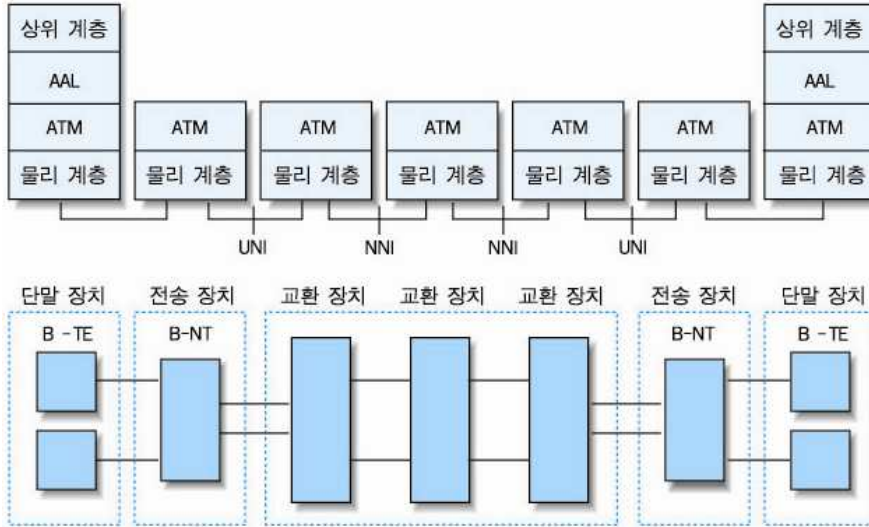 상위 계층 상위 계층
AAL AAL
ATM ATM ATM ATM ATM ATM ATM
물리 계층 물리 계층 물리 계층 물리 계층 물리 계층 물리 계층 물리 계층
UNI NNI NNI UNI
단말 장치 전송 장치 교환 장치 교환 장치 교환 장치 전송 장치 단말 장치
B -TE B-NT B-NT B -TE